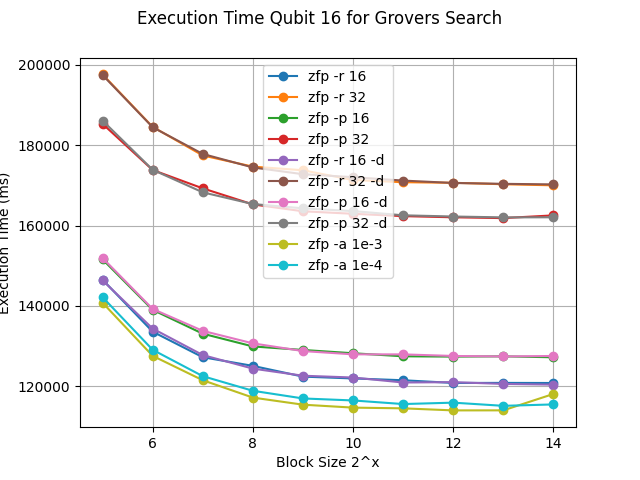 Execution Time Qubit 16 for Grovers Search
Execution Time (ms)
200000
180000
160000
140000
120000
zfp -r 16
zfp -r 32
zfp -p 16
zfp -p 32
zfp -r 16 -d
zfp -r 32 -d
zfp -p 16 -d
zfp -p 32 -d
zfp -a 1e-3
zfp -a 1e-4
6 8 10 12 14
Block Size 2^x